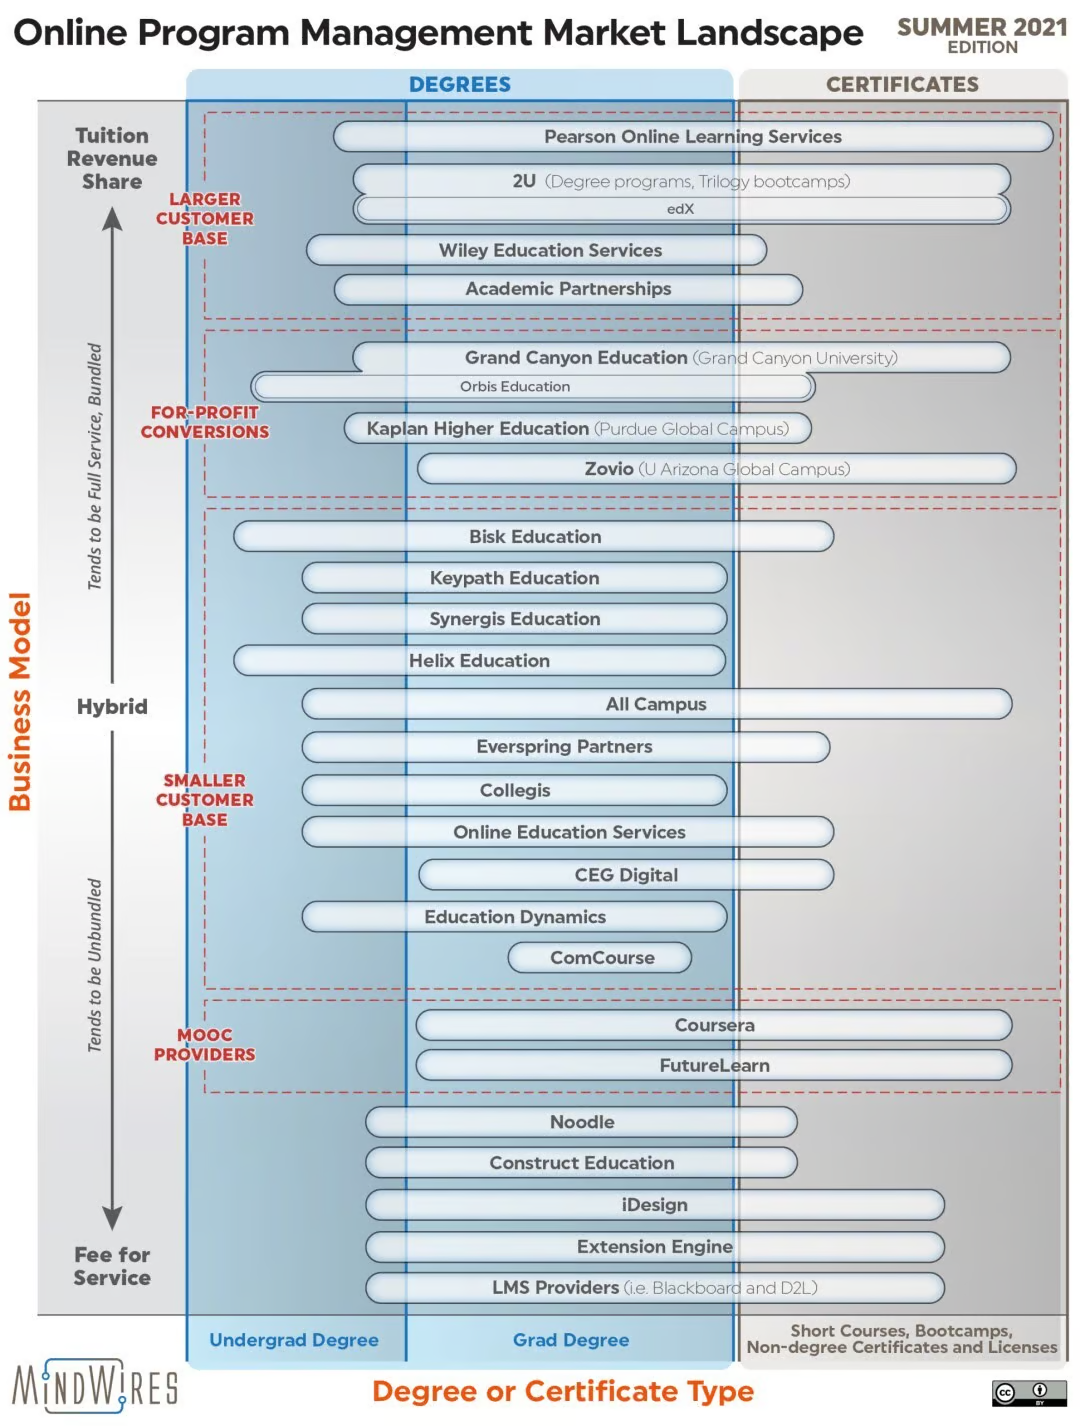 Online Program Management Market Landscape
SUMMER 2021
EDITION
DEGREES
CERTIFICATES
Tuition
Revenue
Share
LARGER
CUSTOMER
BASE
Pearson Online Learning Services
2U (Degree programs, Trilogy bootcamps)
edX
Wiley Education Services
Academic Partnerships
Tends to be Full Service, Bundled
FOR-PROFIT
CONVERSIONS
Grand Canyon Education (Grand Canyon University)
Orbis Education
Kaplan Higher Education (Purdue Global Campus)
Zovio (U Arizona Global Campus)
Business Model
Hybrid
SMALLER
CUSTOMER
BASE
Bisk Education
Keypath Education
Synergis Education
Helix Education
All Campus
Everspring Partners
Collegis
Online Education Services
CEG Digital
Education Dynamics
ComCourse
Tends to be Unbundled
MOOC
PROVIDERS
Coursera
FutureLearn
Noodle
Construct Education
iDesign
Extension Engine
LMS Providers (i.e. Blackboard and D2L)
Fee for
Service
Undergrad Degree
Grad Degree
Short Courses, Bootcamps,
Non-degree Certificates and Licenses
MINDWIRES
Degree or Certificate Type
cc
BY